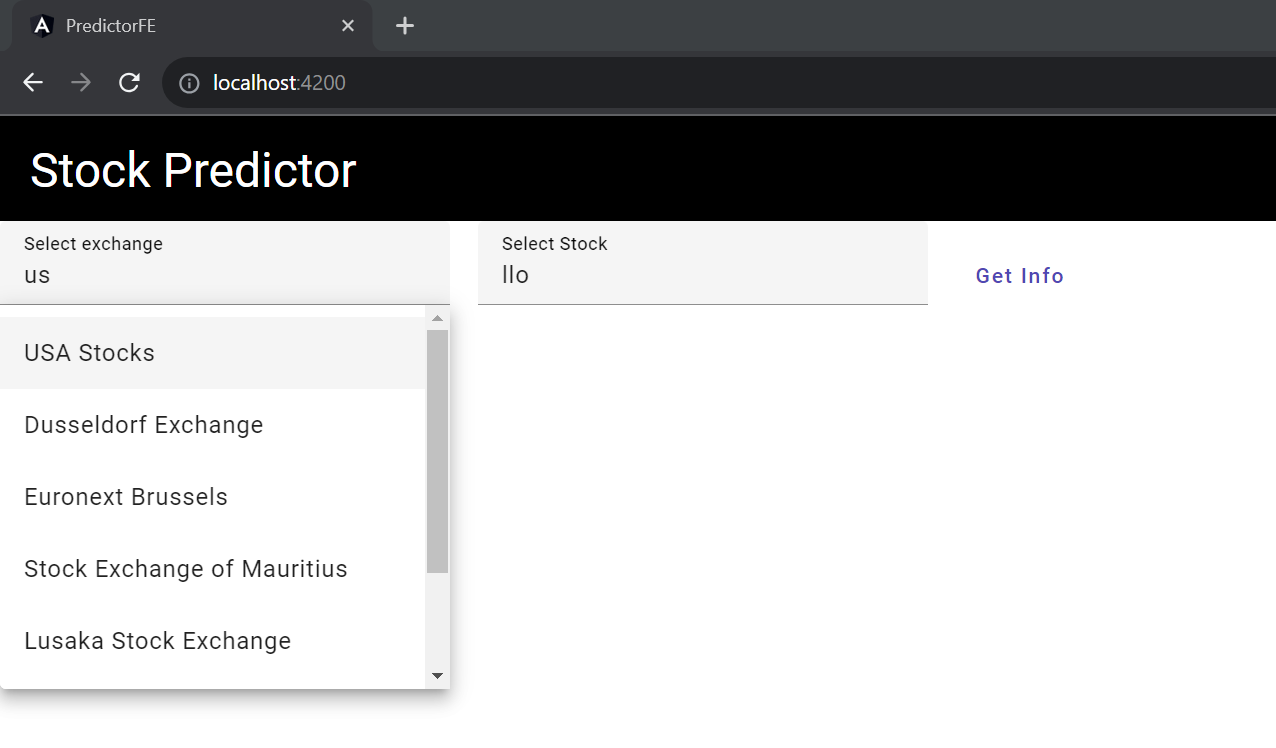 PredictorFE
localhost:4200
Stock Predictor
Select exchange
us
Select Stock
llo
Get Info
USA Stocks
Dusseldorf Exchange
Euronext Brussels
Stock Exchange of Mauritius
Lusaka Stock Exchange